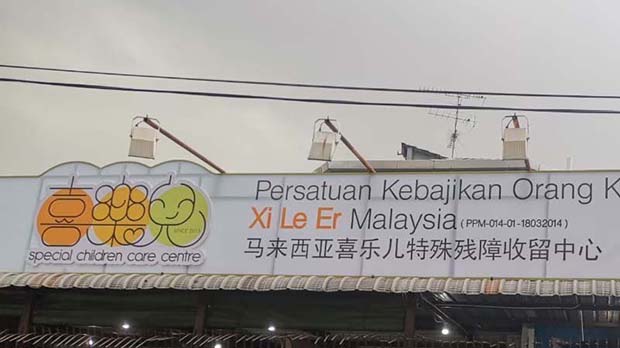 喜樂兒
SINCE 2013
special children care centre
Persatuan Kebajikan Orang K
Xi Le Er Malaysia ( PPM-014-01-18032014 )
马来西亚喜乐儿特殊残障收留中心